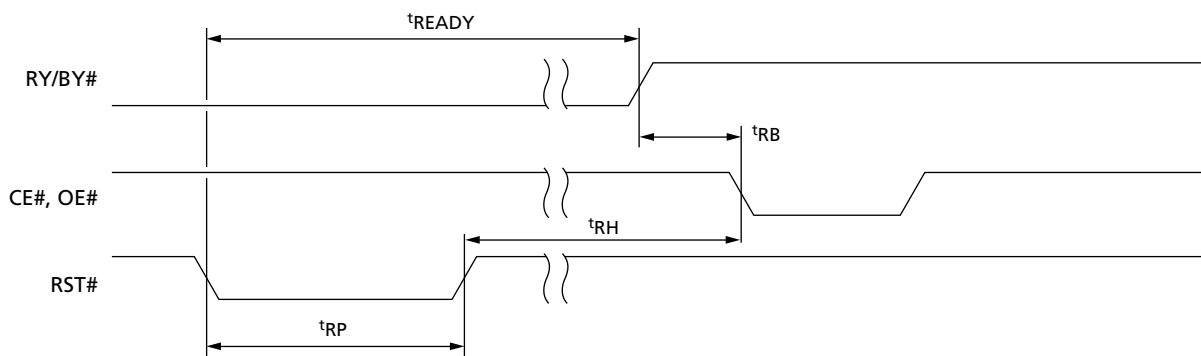 tREADY
RY/BY#
tRB
CE#, OE#
tRH
RST#
tRP